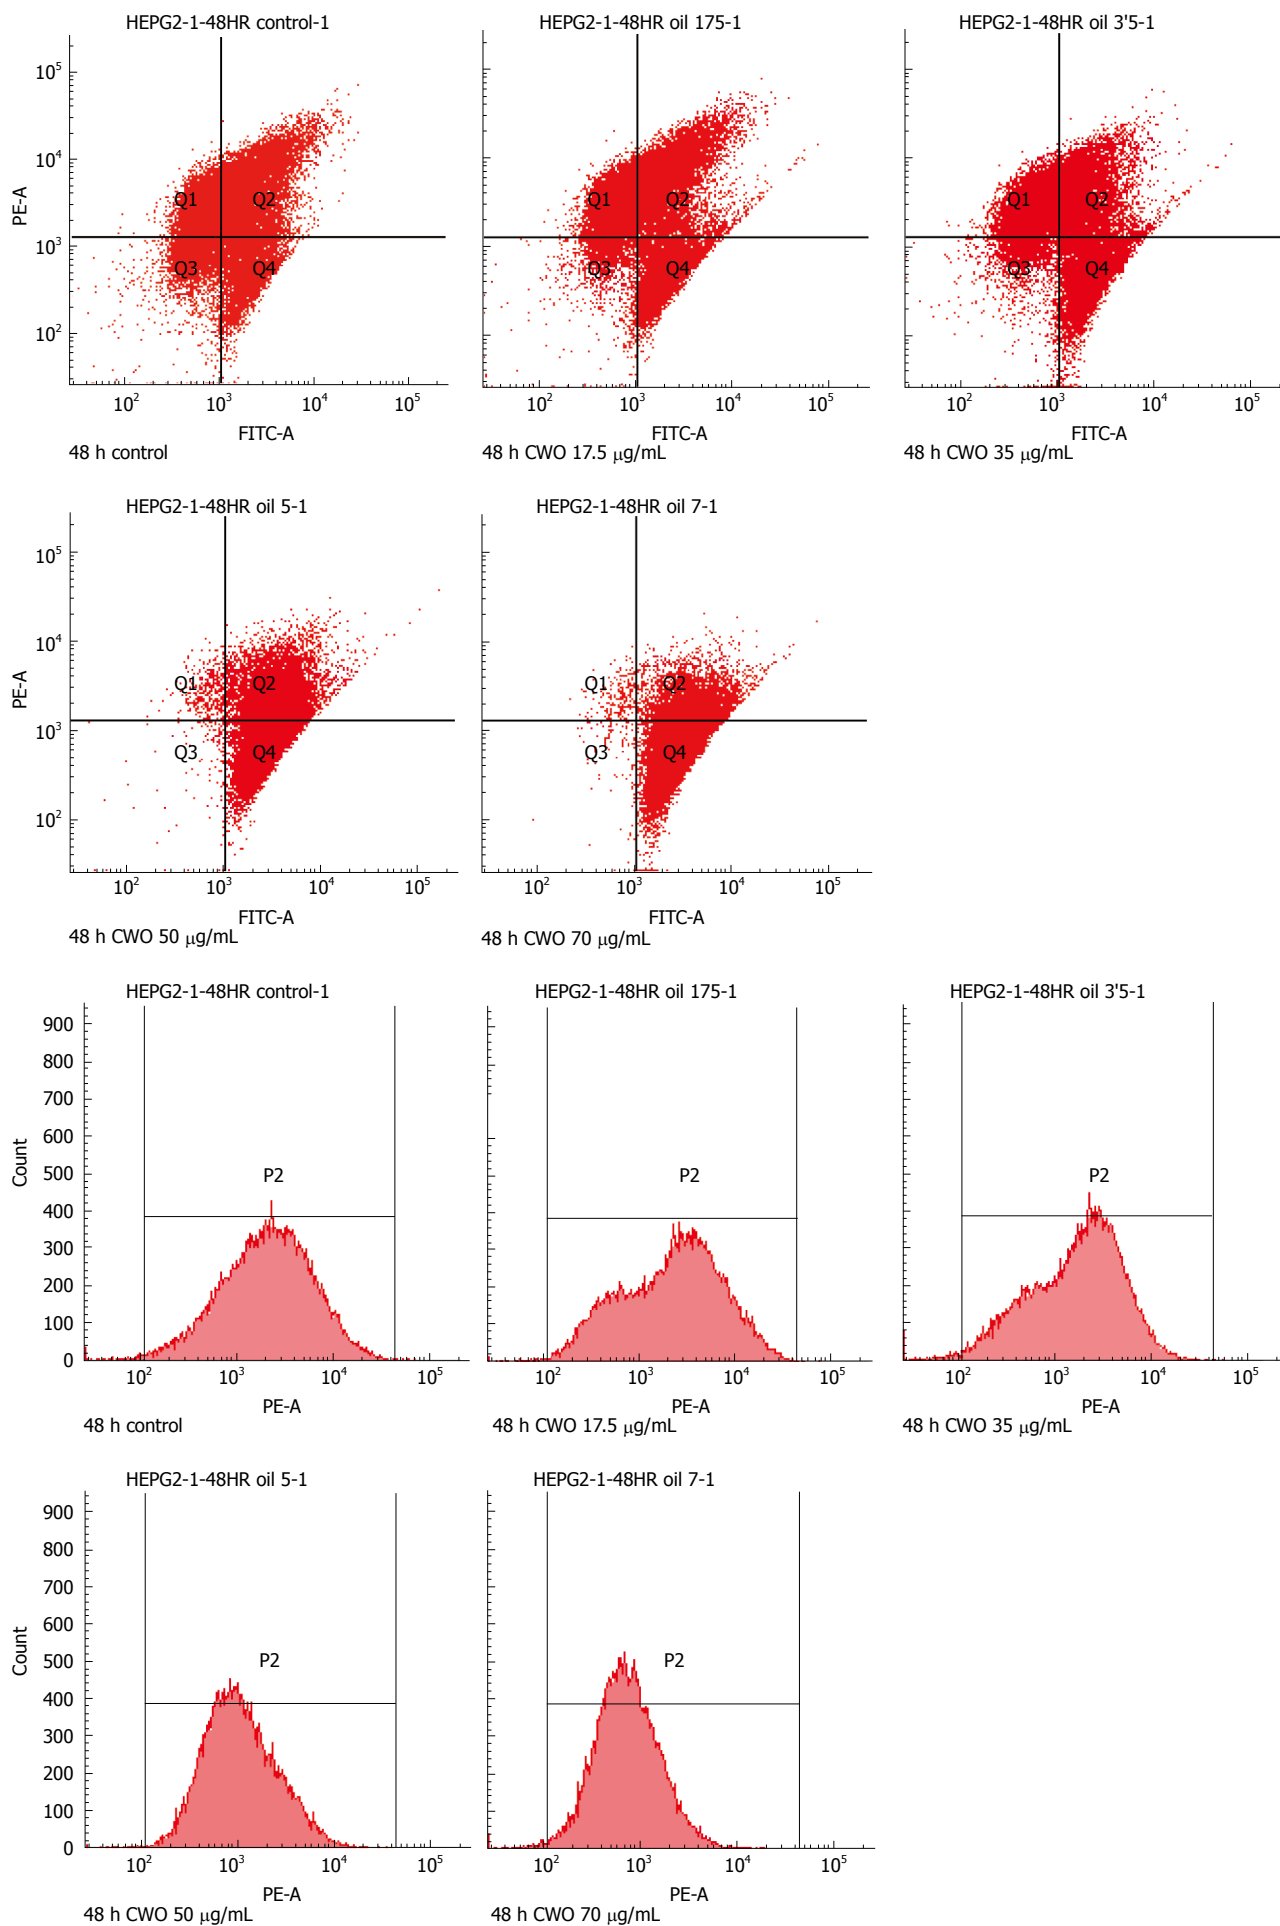 HEPG2-1-48HR control-1
HEPG2-1-48HR oil 175-1
HEPG2-1-48HR oil 3'5-1
10⁵
10⁴
10³
10²
PE-A
Q1
Q2
Q3
Q4
Q1
Q2
Q3
Q4
Q1
Q2
Q3
Q4
10² 10³ 10⁴ 10⁵
10² 10³ 10⁴ 10⁵
10² 10³ 10⁴ 10⁵
FITC-A
FITC-A
FITC-A
48 h control
48 h CWO 17.5 μg/mL
48 h CWO 35 μg/mL
HEPG2-1-48HR oil 5-1
HEPG2-1-48HR oil 7-1
10⁵
10⁴
10³
10²
PE-A
Q1
Q2
Q3
Q4
Q1
Q2
Q3
Q4
10² 10³ 10⁴ 10⁵
10² 10³ 10⁴ 10⁵
FITC-A
FITC-A
48 h CWO 50 μg/mL
48 h CWO 70 μg/mL
HEPG2-1-48HR control-1
HEPG2-1-48HR oil 175-1
HEPG2-1-48HR oil 3'5-1
900
800
700
600
500
400
300
200
100
0
Count
P2
P2
P2
10² 10³ 10⁴ 10⁵
10² 10³ 10⁴ 10⁵
10² 10³ 10⁴ 10⁵
PE-A
PE-A
PE-A
48 h control
48 h CWO 17.5 μg/mL
48 h CWO 35 μg/mL
HEPG2-1-48HR oil 5-1
HEPG2-1-48HR oil 7-1
900
800
700
600
500
400
300
200
100
0
Count
P2
P2
10² 10³ 10⁴ 10⁵
10² 10³ 10⁴ 10⁵
PE-A
PE-A
48 h CWO 50 μg/mL
48 h CWO 70 μg/mL